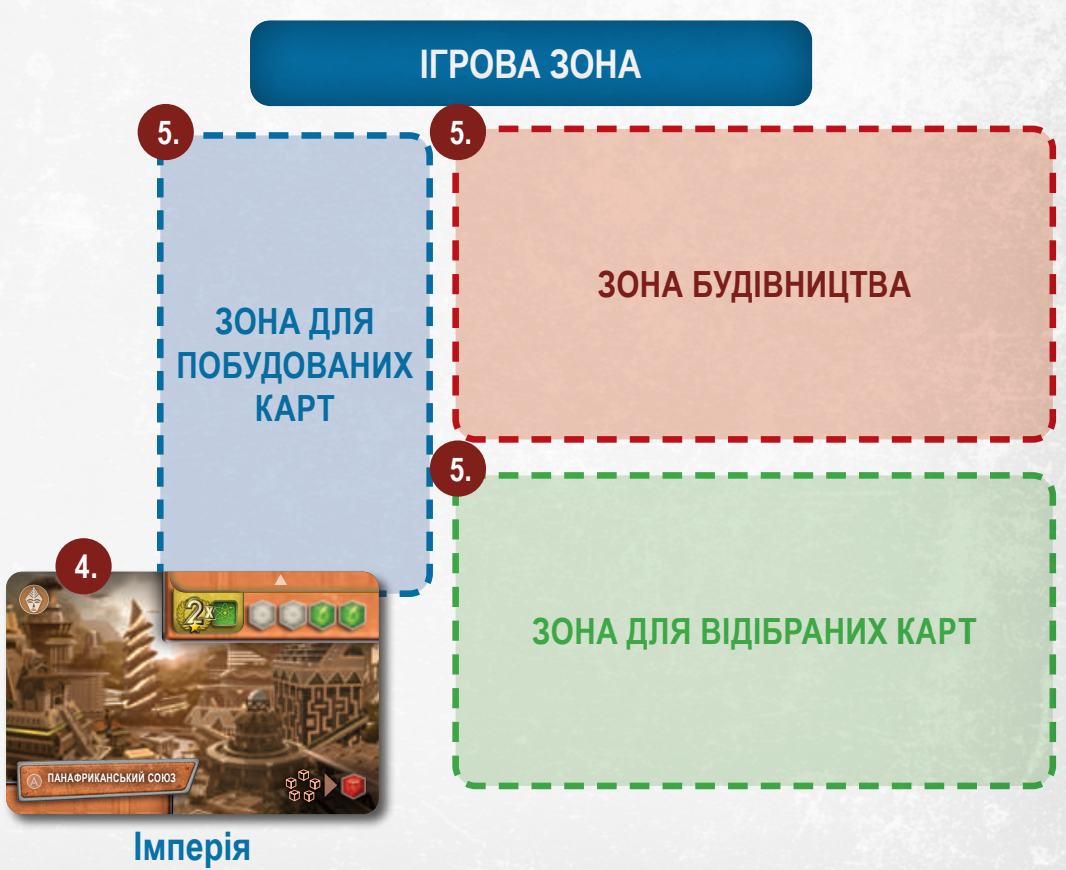 ІГРОВА ЗОНА
5.
5.
ЗОНА ДЛЯ
ПОБУДОВАНИХ
КАРТ
ЗОНА БУДІВНИЦТВА
5.
ЗОНА ДЛЯ ВІДІБРАНИХ КАРТ
4.
2x
A ПАНАФРИКАНСЬКИЙ СОЮЗ
Імперія